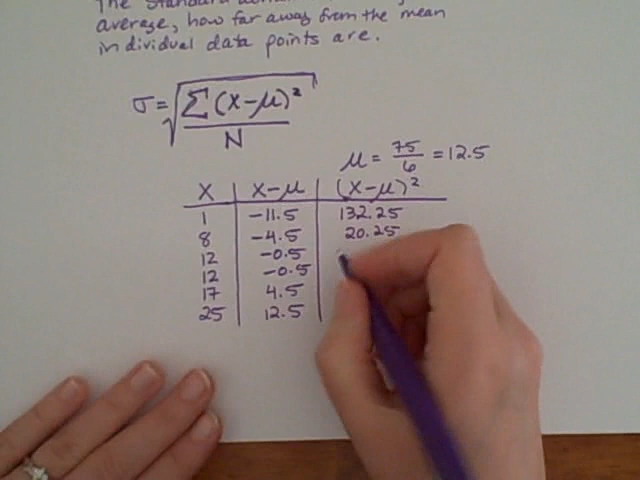 The standard
average, how far away from the mean
individual data points are.
σ = √Σ(X-μ)²/N
μ = 75/6 = 12.5
X | X-μ | (X-μ)²
1 | -11.5 | 132.25
8 | -4.5 | 20.25
12 | -0.5
12 | -0.5
17 | 4.5
25 | 12.5